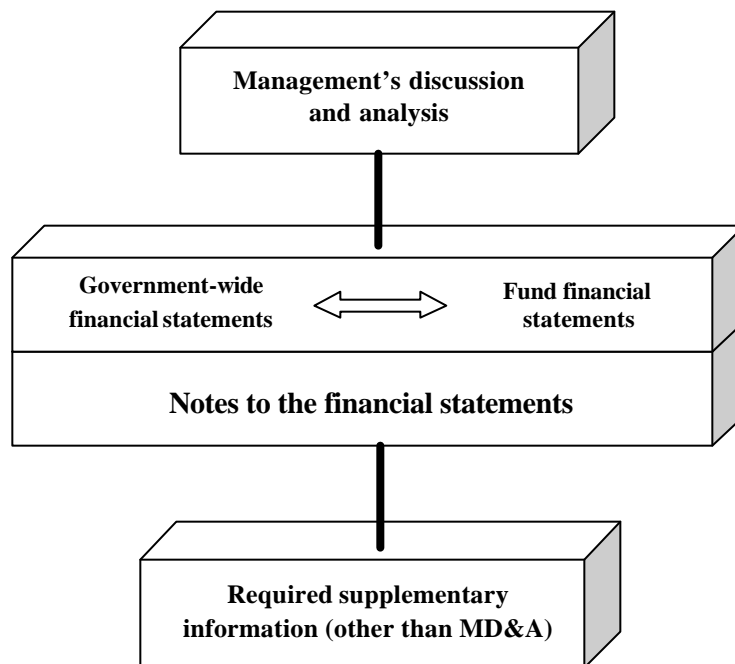 Management’s discussion
and analysis
Government-wide
financial statements
Fund financial
statements
Notes to the financial statements
Required supplementary
information (other than MD&A)